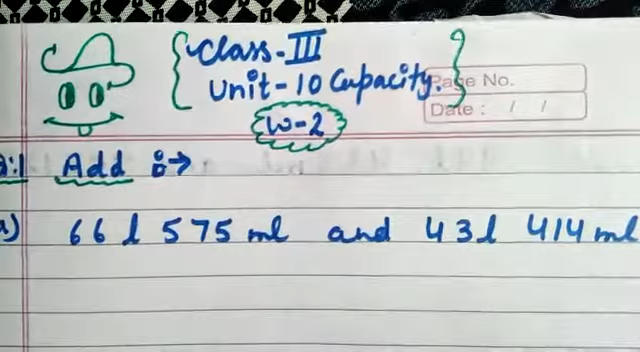 Class-III
Unit-10 Capacity.
Page No.
Date : / /
W-2
Add :→
66 l 575 ml and 43 l 414 ml